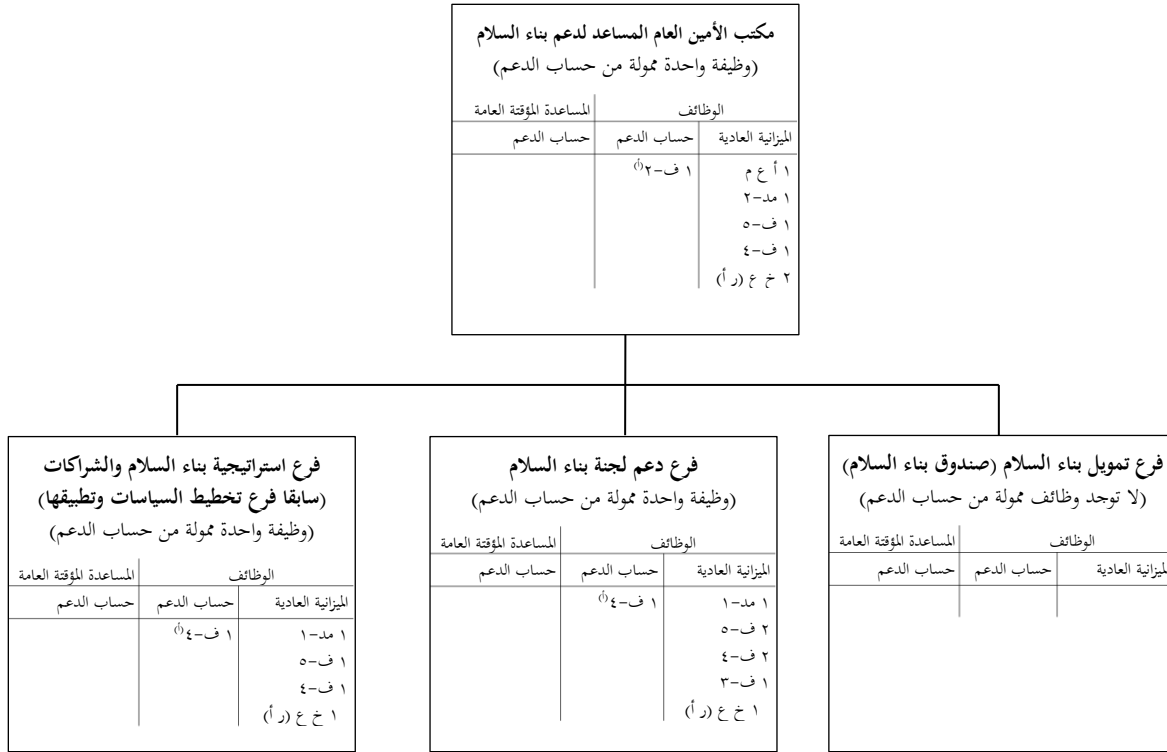 مكتب الأمين العام المساعد لدعم بناء السلام
(وظيفة واحدة ممولة من حساب الدعم)
الوظائف المساعدة المؤقتة العامة
الميزانية العادية حساب الدعم حساب الدعم
١ أ ع م ١ ف-٢(أ)
١ مد-٢
١ ف-٥
١ ف-٤
٢ خ ع (ر أ)
فرع تمويل بناء السلام (صندوق بناء السلام)
(لا توجد وظائف ممولة من حساب الدعم)
الوظائف المساعدة المؤقتة العامة
الميزانية العادية حساب الدعم حساب الدعم
فرع دعم لجنة بناء السلام
(وظيفة واحدة ممولة من حساب الدعم)
الوظائف المساعدة المؤقتة العامة
الميزانية العادية حساب الدعم حساب الدعم
١ مد-١ ١ ف-٤(أ)
٢ ف-٥
٢ ف-٤
١ ف-٣
١ خ ع (ر أ)
فرع استراتيجية بناء السلام والشراكات
(سابقا فرع تخطيط السياسات وتطبيقها)
(وظيفة واحدة ممولة من حساب الدعم)
الوظائف المساعدة المؤقتة العامة
الميزانية العادية حساب الدعم حساب الدعم
١ مد-١ ١ ف-٤(أ)
١ ف-٥
١ ف-٤
١ خ ع (ر أ)